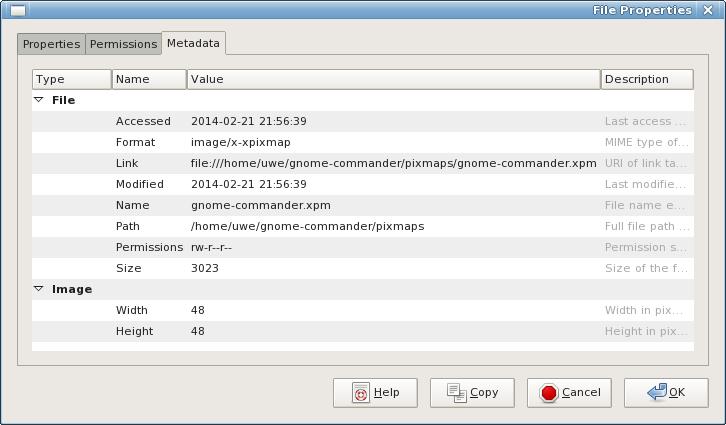 File Properties
Properties Permissions Metadata
Type Name Value Description
File
Accessed 2014-02-21 21:56:39 Last access ...
Format image/x-xpixmap MIME type of...
Link file:///home/uwe/gnome-commander/pixmaps/gnome-commander.xpm URI of link ta...
Modified 2014-02-21 21:56:39 Last modifie...
Name gnome-commander.xpm File name e...
Path /home/uwe/gnome-commander/pixmaps Full file path ...
Permissions rw-r--r-- Permission s...
Size 3023 Size of the f...
Image
Width 48 Width in pix...
Height 48 Height in pix...
Help Copy Cancel OK